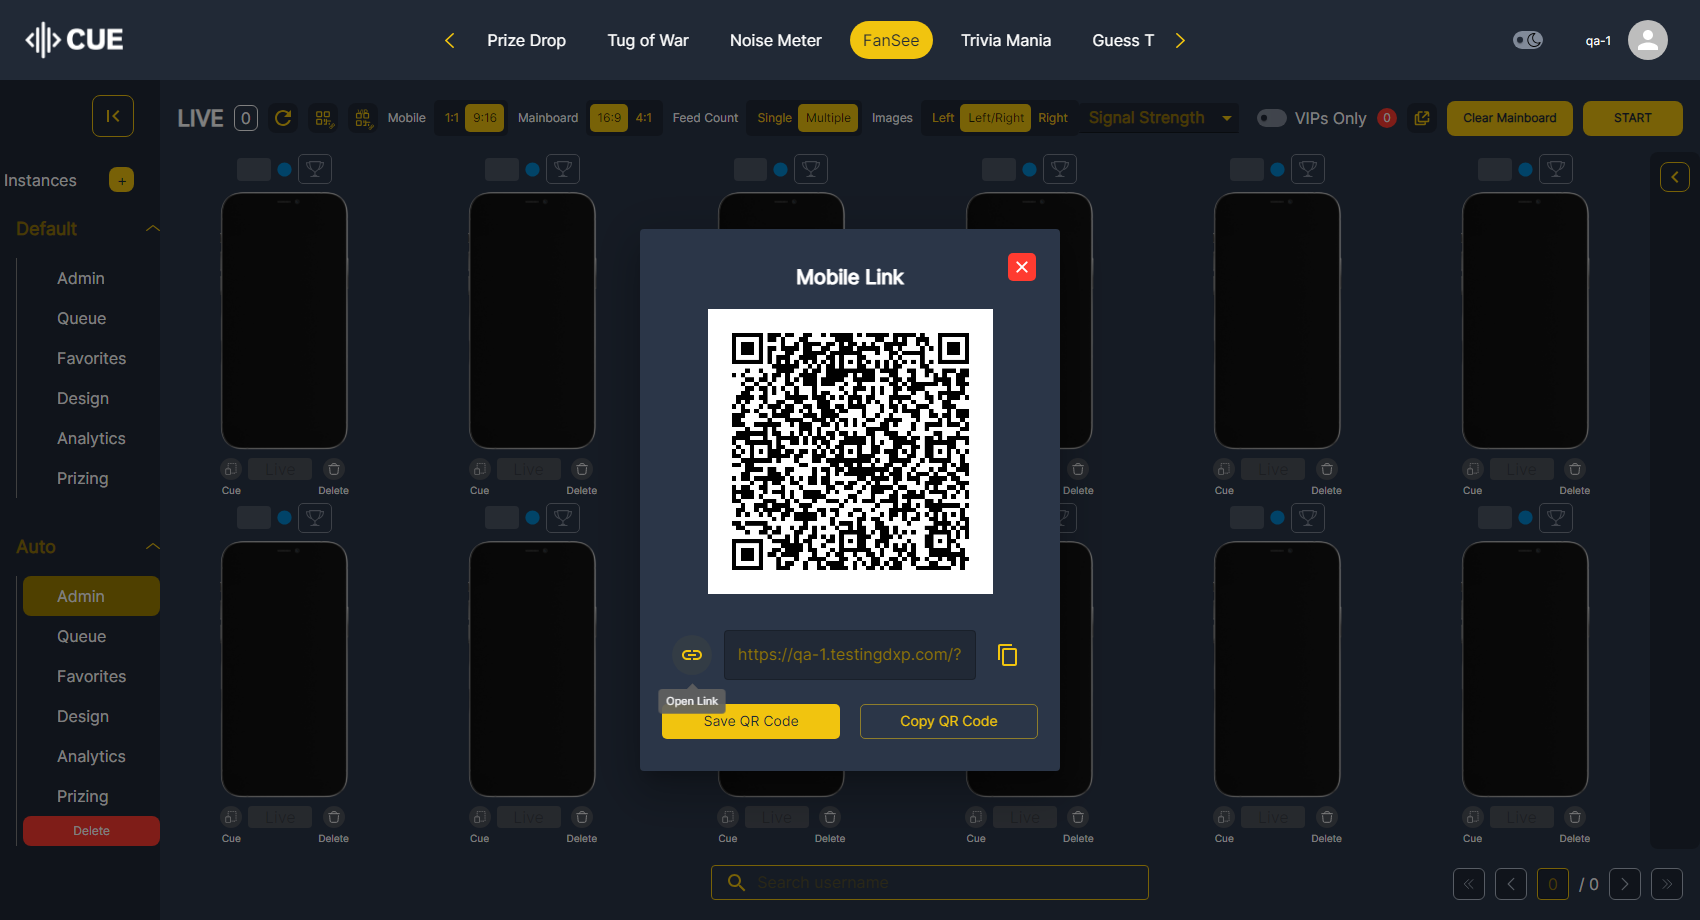 CUE
Prize Drop
Tug of War
Noise Meter
FanSee
Trivia Mania
Guess T
qa-1
LIVE 0
Mobile 1:1 9:16
Mainboard 16:9 4:1
Feed Count Single Multiple
Images Left Left/Right Right
Signal Strength
VIPs Only 0
Clear Mainboard
START
Instances +
Default
Admin
Queue
Favorites
Design
Analytics
Prizing
Auto
Admin
Queue
Favorites
Design
Analytics
Prizing
Delete
Mobile Link
https://qa-1.testingdxp.com/?
Open Link
Save QR Code
Copy QR Code
Live
Cue Delete
Live
Cue Delete
Delete
Live
Cue Delete
Live
Cue Delete
Live
Cue Delete
Live
Cue Delete
Live
Cue Delete
Live
Cue Delete
Live
Cue Delete
Live
Cue Delete
Search username
0 / 0